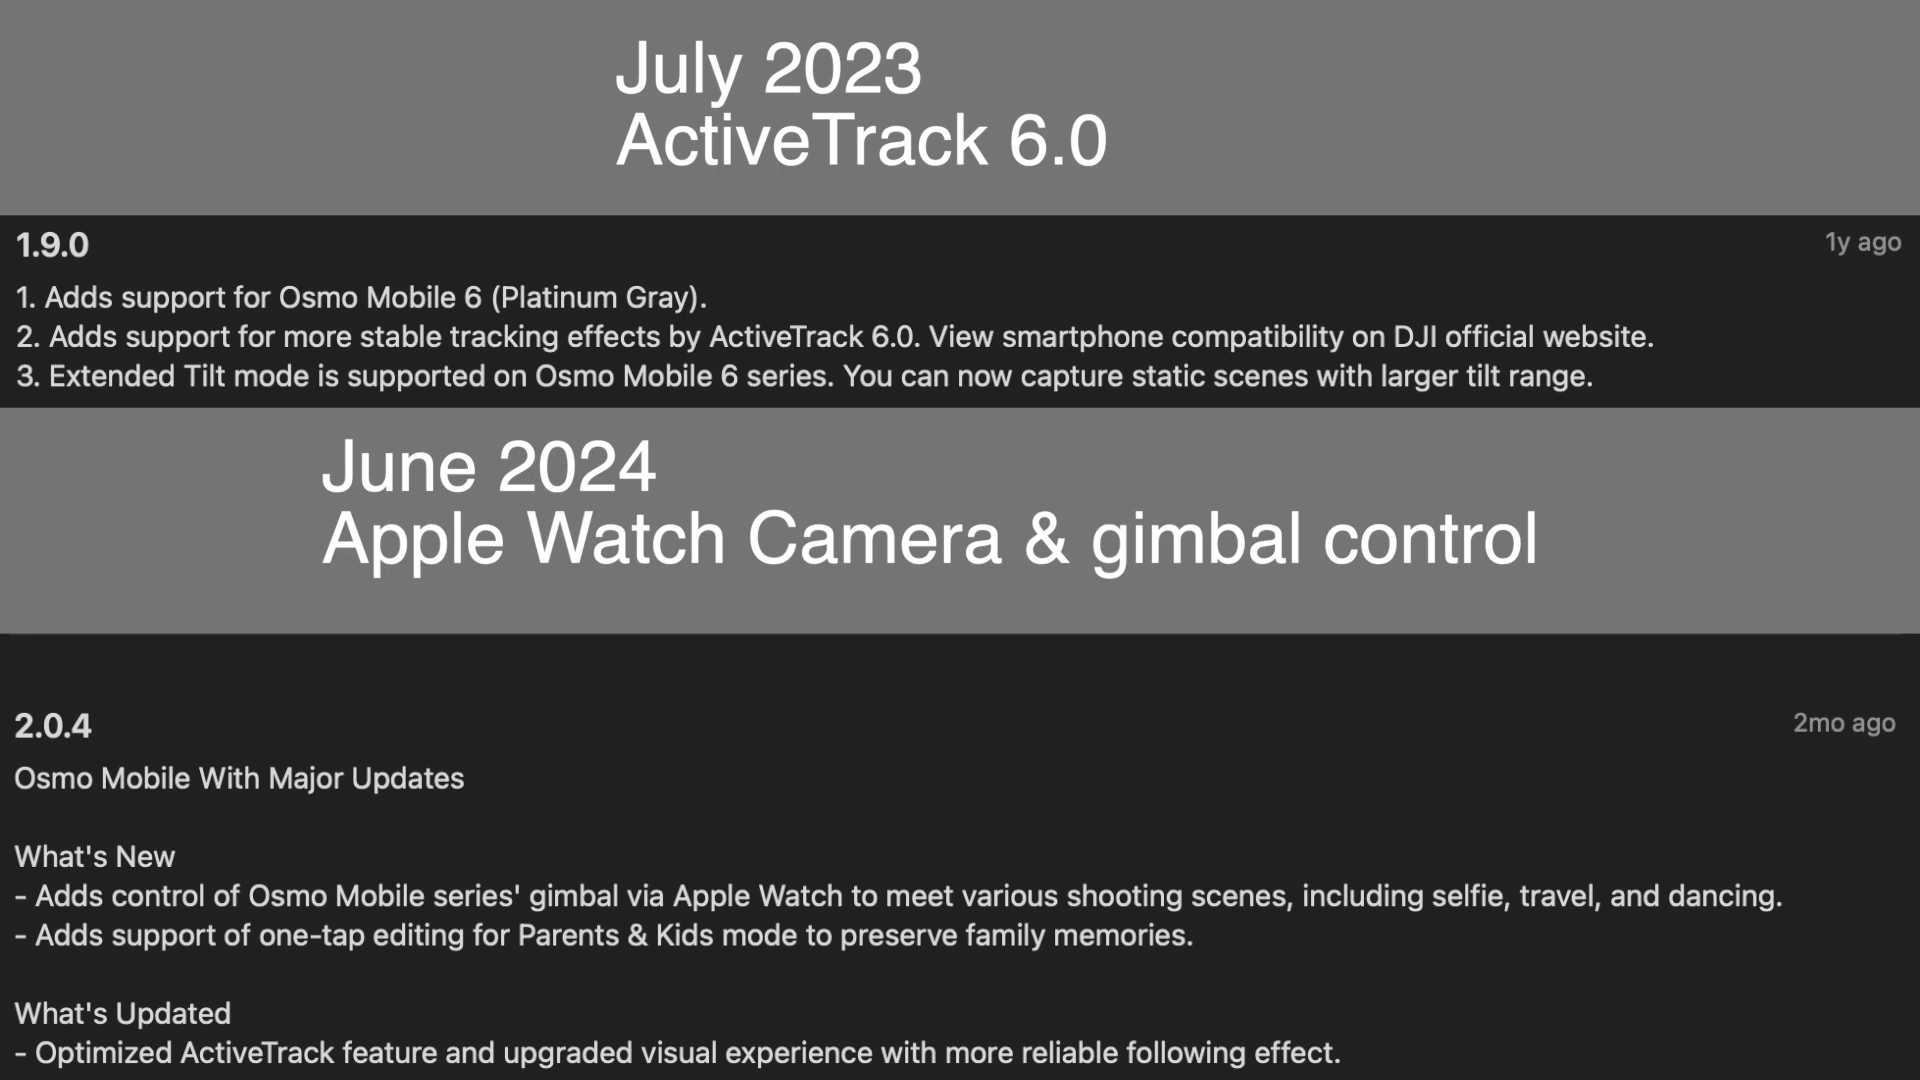 July 2023
ActiveTrack 6.0
1.9.0
1y ago
1. Adds support for Osmo Mobile 6 (Platinum Gray).
2. Adds support for more stable tracking effects by ActiveTrack 6.0. View smartphone compatibility on DJI official website.
3. Extended Tilt mode is supported on Osmo Mobile 6 series. You can now capture static scenes with larger tilt range.
June 2024
Apple Watch Camera & gimbal control
2.0.4
2mo ago
Osmo Mobile With Major Updates
What's New
- Adds control of Osmo Mobile series' gimbal via Apple Watch to meet various shooting scenes, including selfie, travel, and dancing.
- Adds support of one-tap editing for Parents & Kids mode to preserve family memories.
What's Updated
- Optimized ActiveTrack feature and upgraded visual experience with more reliable following effect.